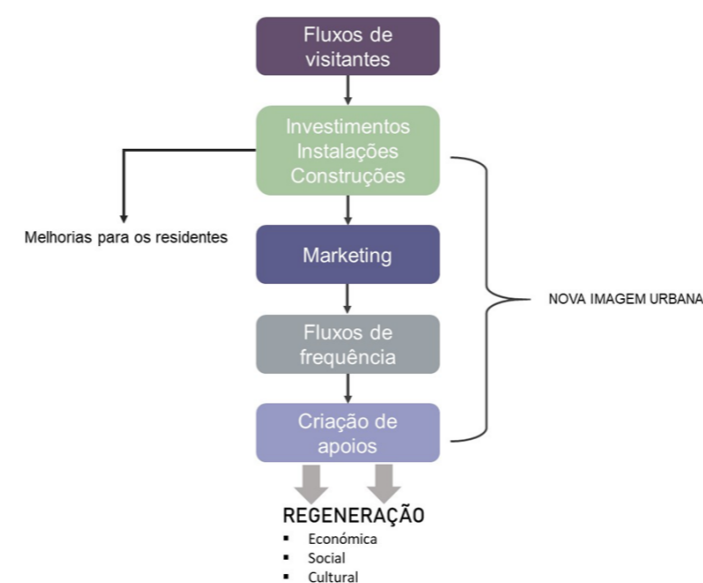 Fluxos de
visitantes
Investimentos
Instalações
Construções
Melhorias para os residentes
Marketing
NOVA IMAGEM URBANA
Fluxos de
frequência
Criação de
apoios
REGENERAÇÃO
▪ Económica
▪ Social
▪ Cultural